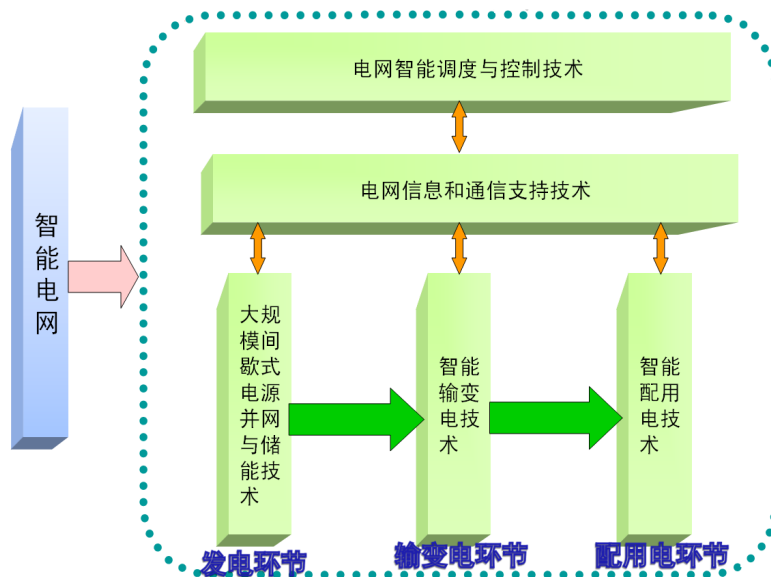 电网智能调度与控制技术
电网信息和通信支持技术
智
能
电
网
大规
模间
歇式
电源
并网
与储
能技
术
智能
输变
电技
术
智能
配用
电技
术
发电环节
输变电环节
配用电环节